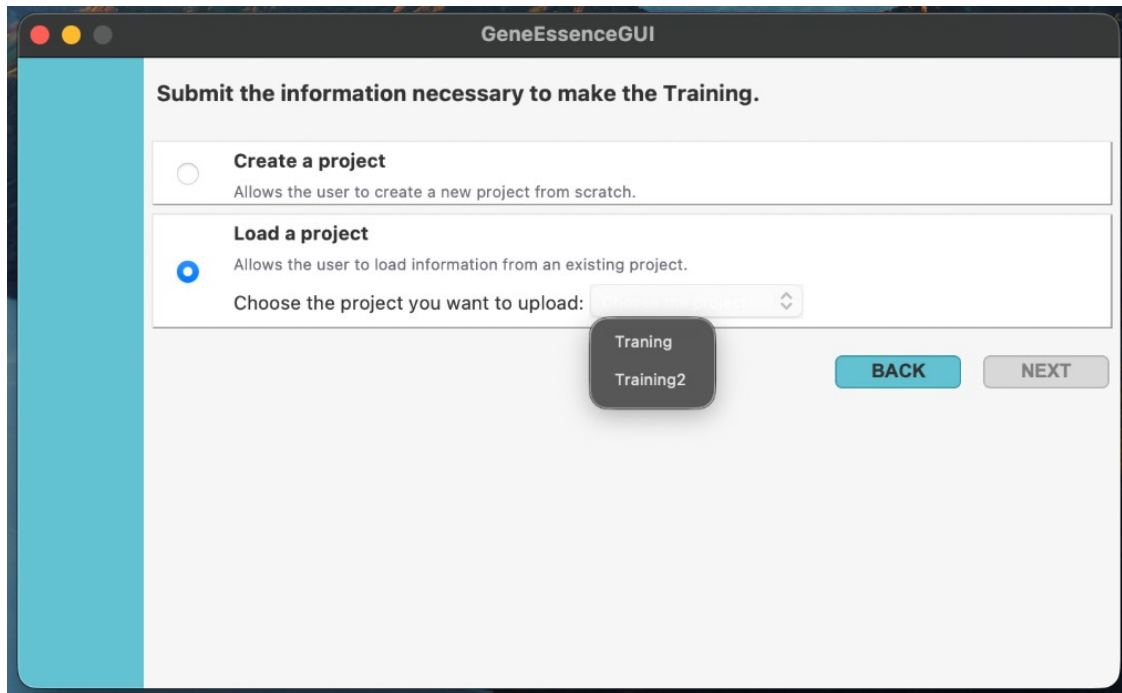 GeneEssenceGUI
Submit the information necessary to make the Training.
Create a project
Allows the user to create a new project from scratch.
Load a project
Allows the user to load information from an existing project.
Choose the project you want to upload:
Traning
Training2
BACK
NEXT